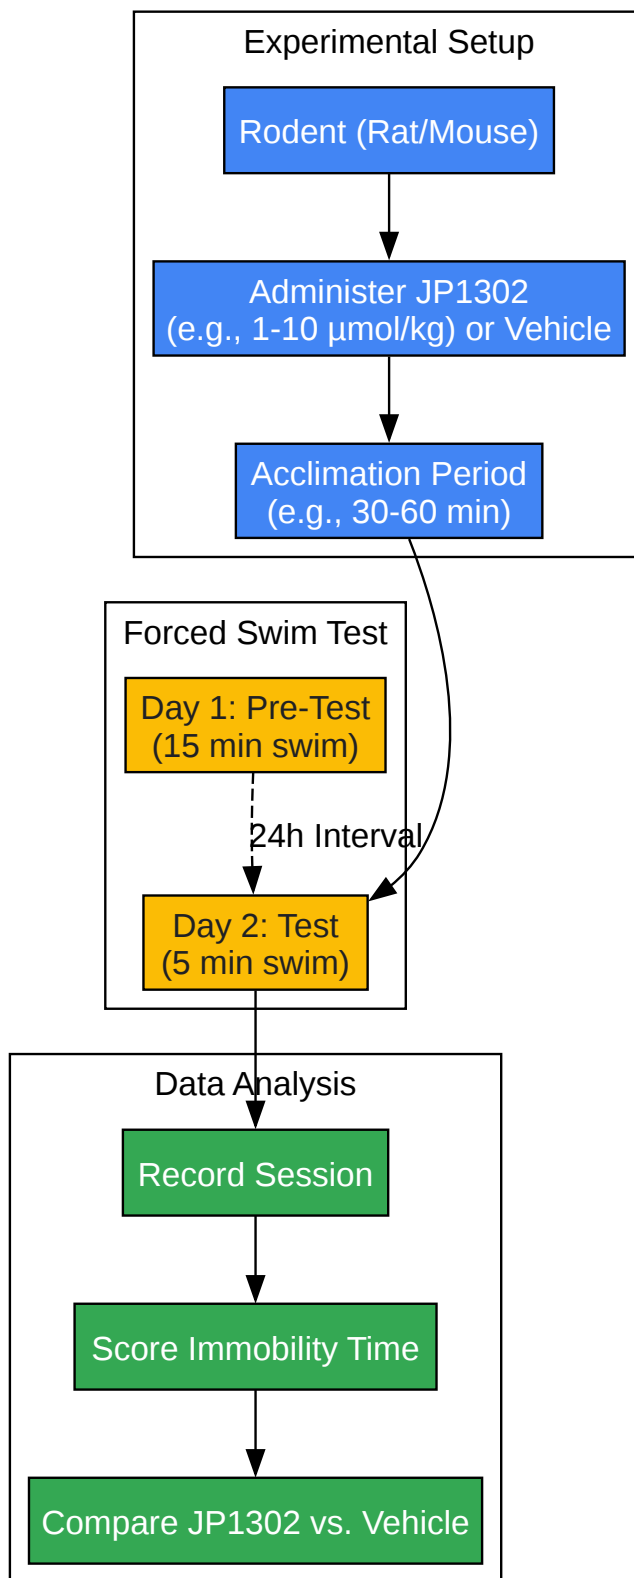 Experimental Setup
Rodent (Rat/Mouse)
Administer JP1302
(e.g., 1-10 µmol/kg) or Vehicle
Acclimation Period
(e.g., 30-60 min)
Forced Swim Test
Day 1: Pre-Test
(15 min swim)
24h Interval
Day 2: Test
(5 min swim)
Data Analysis
Record Session
Score Immobility Time
Compare JP1302 vs. Vehicle